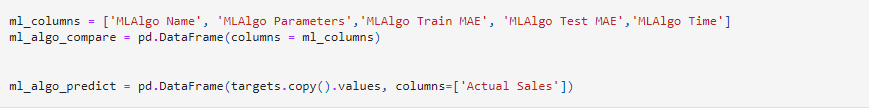 ml_columns = ['MLAlgo Name', 'MLAlgo Parameters','MLAlgo Train MAE', 'MLAlgo Test MAE','MLAlgo Time']
ml_algo_compare = pd.DataFrame(columns = ml_columns)
ml_algo_predict = pd.DataFrame(targets.copy().values, columns=['Actual Sales'])